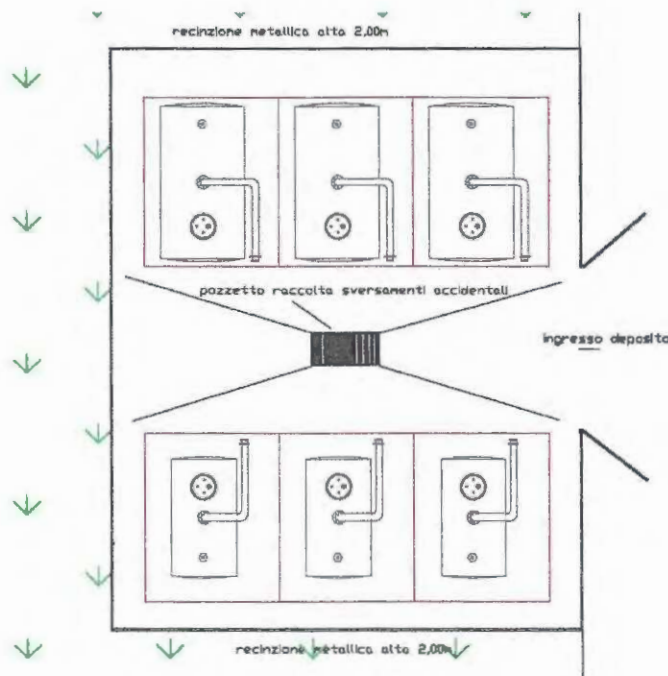 recinzione metallica alta 2,00m
pozzetto raccolta sversamenti accidentali
ingresso deposito
recinzione metallica alta 2,00m